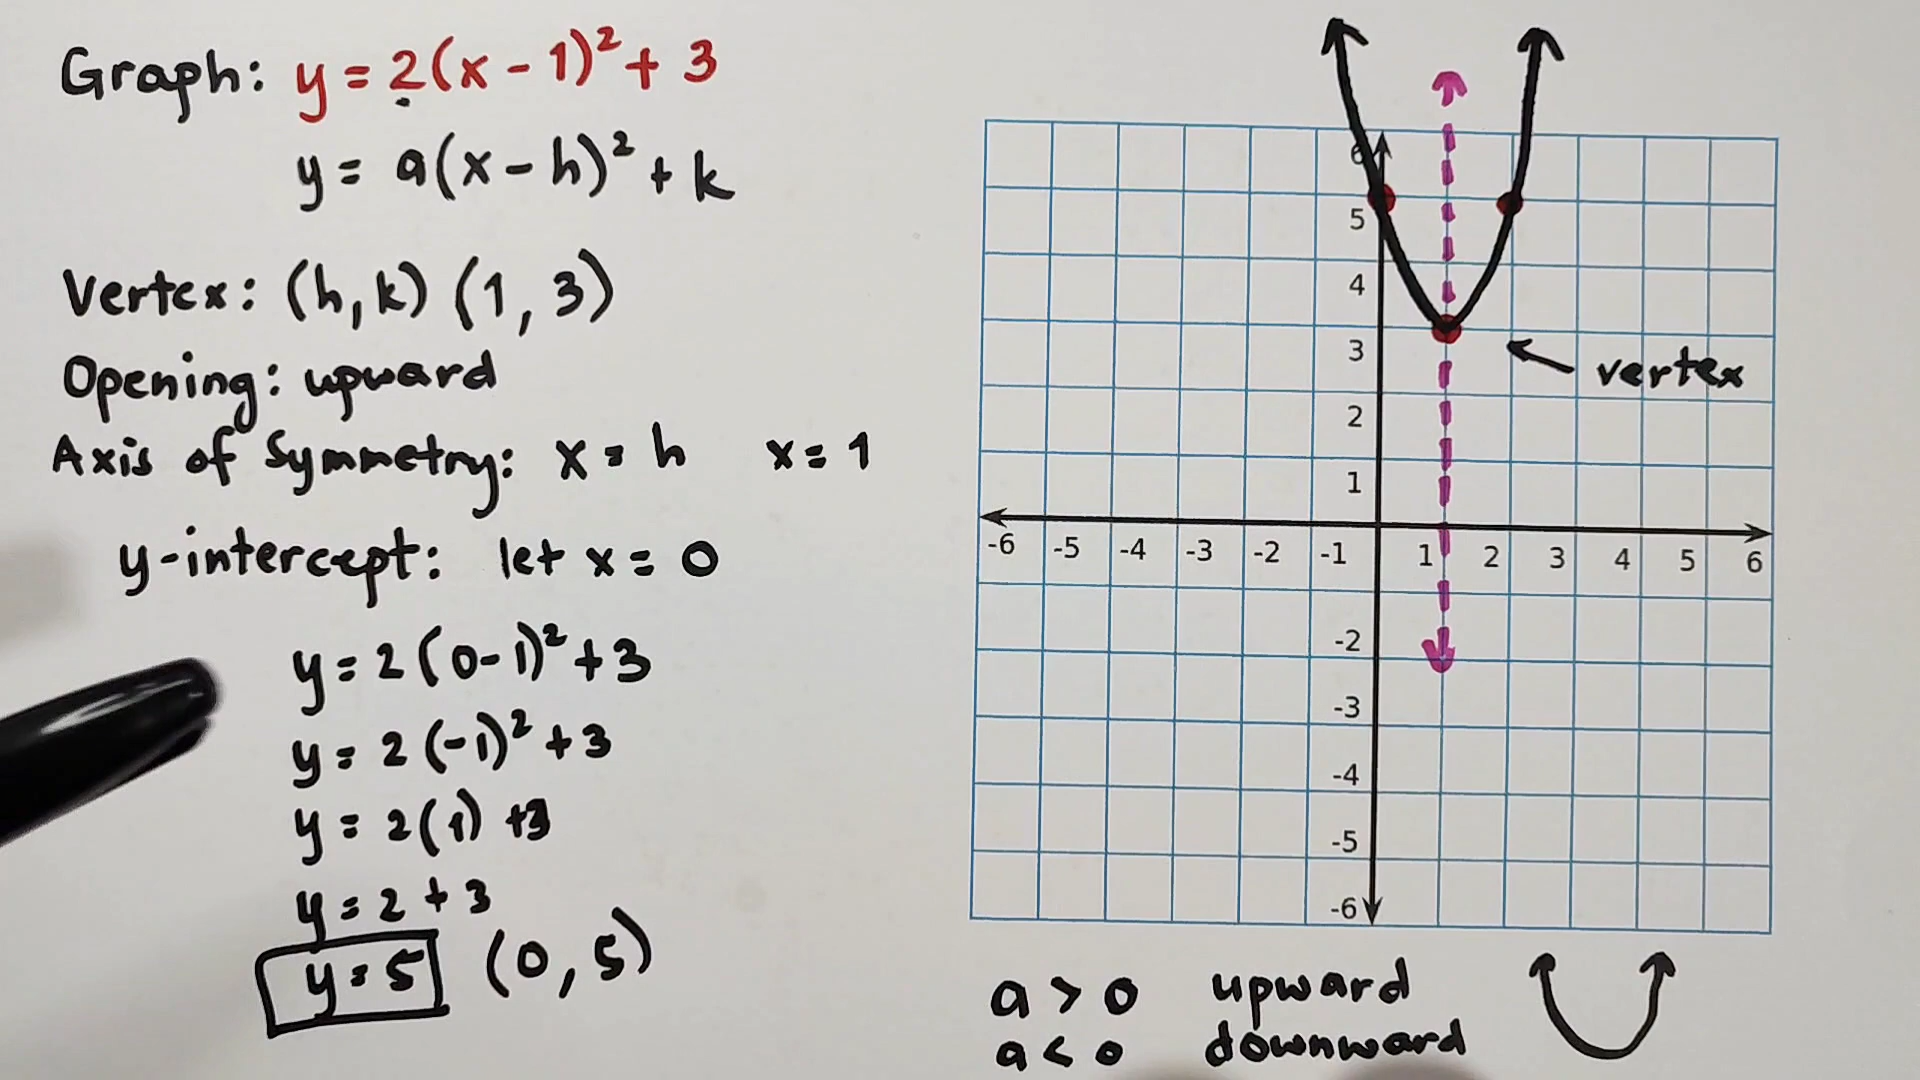 Graph: y = 2(x - 1)² + 3
y = a(x - h)² + k
Vertex: (h, k) (1, 3)
Opening: upward
Axis of Symmetry: x = h x = 1
y-intercept: let x = 0
y = 2(0-1)² + 3
y = 2(-1)² + 3
y = 2(1) + 3
y = 2 + 3
y = 5 (0, 5)
6
5
4
3
vertex
2
1
-6 -5 -4 -3 -2 -1 1 2 3 4 5 6
-2
-3
-4
-5
-6
a > 0 upward
a < 0 downward